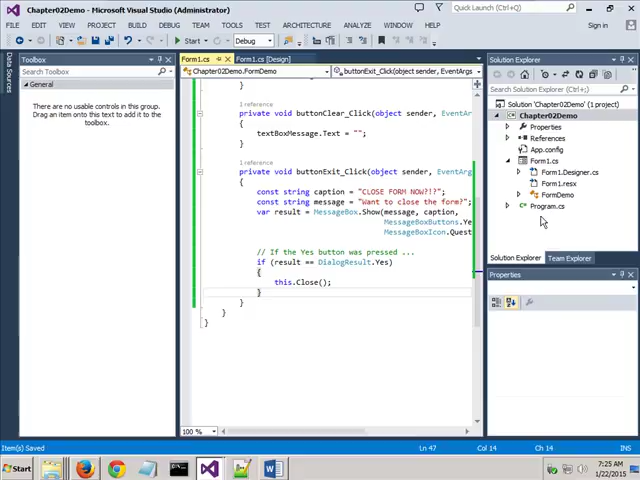 Chapter02Demo - Microsoft Visual Studio (Administrator)
Quick Launch (Ctrl+Q)
FILE EDIT VIEW PROJECT BUILD DEBUG TEAM TOOLS TEST ARCHITECTURE ANALYZE WINDOW HELP
Sign in
Start
Debug
Data Sources
Toolbox
Search Toolbox
General
There are no usable controls in this group.
Drag an item onto this text to add it to the
toolbox.
Form1.cs
Form1.cs [Design]
Chapter02Demo.FormDemo
buttonExit_Click(object sender, EventArgs
}
1 reference
private void buttonClear_Click(object sender, EventAr
{
textBoxMessage.Text = "";
}
1 reference
private void buttonExit_Click(object sender, EventArg
{
const string caption = "CLOSE FORM NOW?!?";
const string message = "Want to close the form?";
var result = MessageBox.Show(message, caption,
MessageBoxButtons.Ye
MessageBoxIcon.Quest
// If the Yes button was pressed ...
if (result == DialogResult.Yes)
{
this.Close();
}
}
}
}
100 %
Solution Explorer
Search Solution Explorer (Ctrl+;)
Solution 'Chapter02Demo' (1 project)
Chapter02Demo
Properties
References
App.config
Form1.cs
Form1.Designer.cs
Form1.resx
FormDemo
Program.cs
Solution Explorer
Team Explorer
Properties
Item(s) Saved
Ln 47
Col 14
Ch 14
INS
Start
7:25 AM
1/22/2015